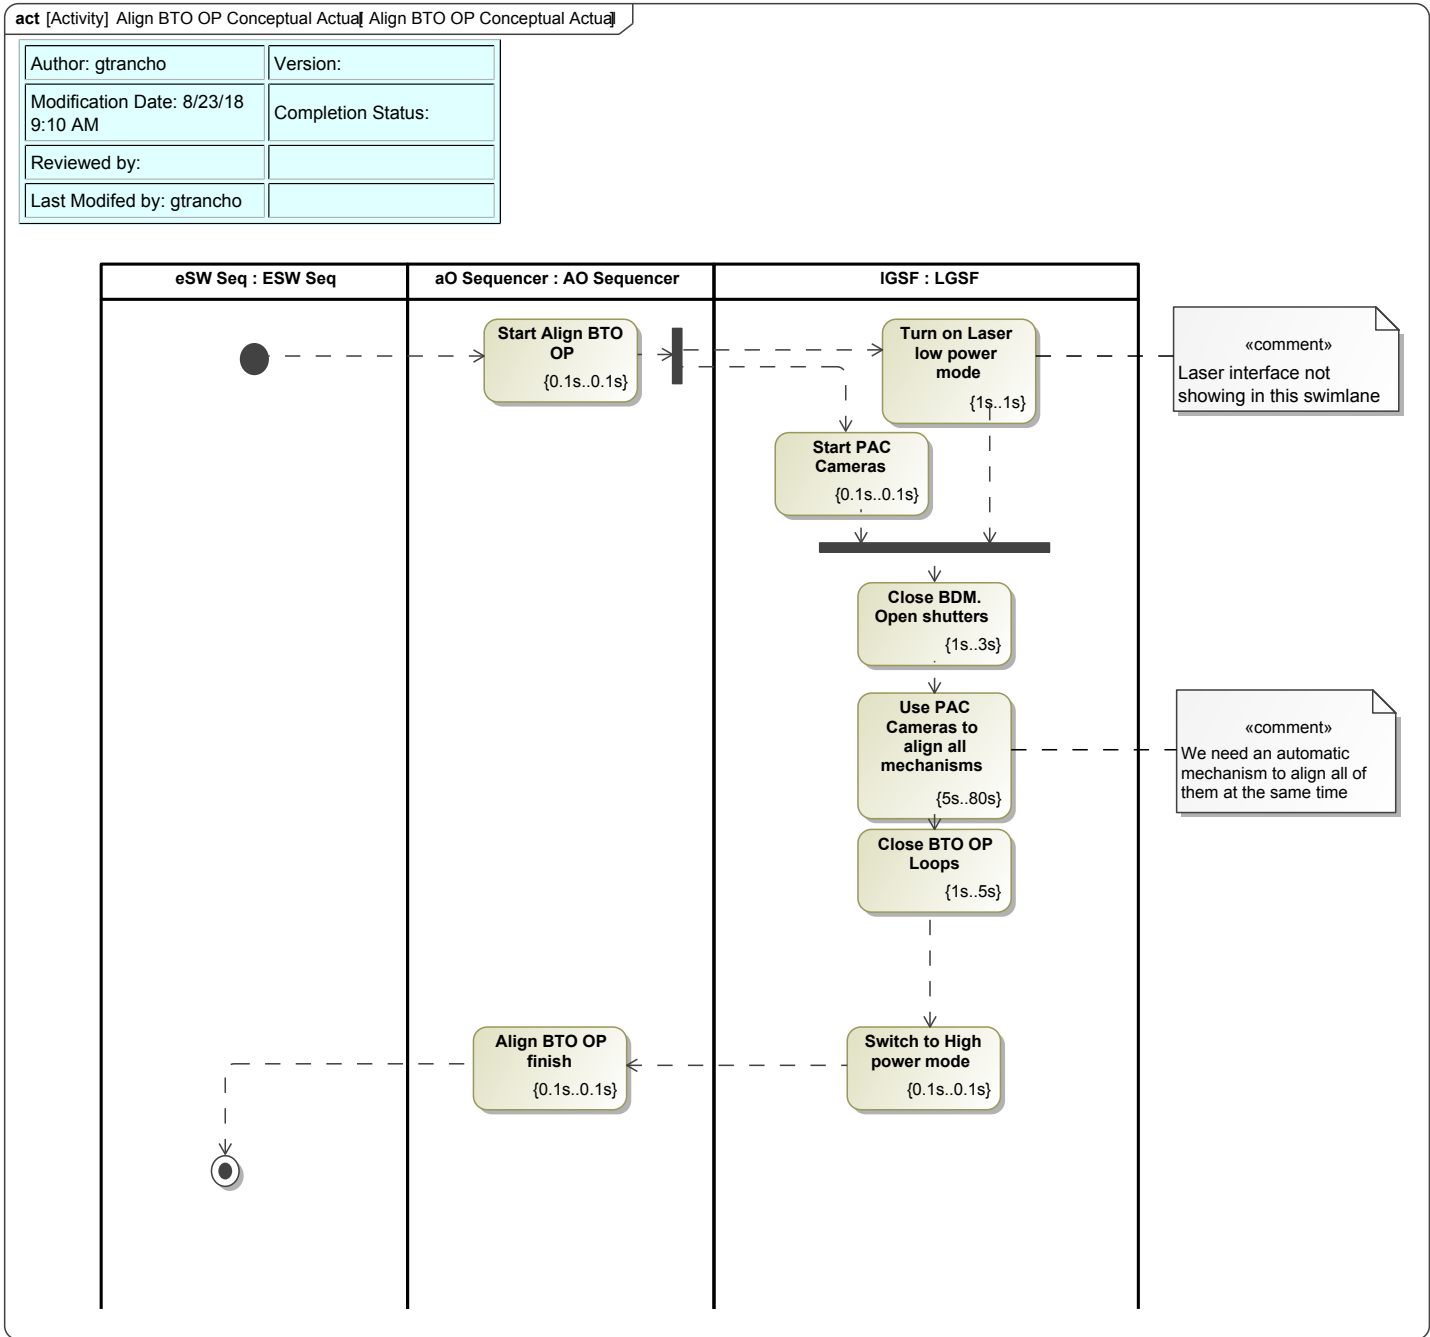 act [Activity] Align BTO OP Conceptual Actual[ Align BTO OP Conceptual Actual]
Author: gtrancho
Version:
Modification Date: 8/23/18
9:10 AM
Completion Status:
Reviewed by:
Last Modifed by: gtrancho
eSW Seq : ESW Seq
aO Sequencer : AO Sequencer
lGSF : LGSF
Start Align BTO
OP
{0.1s..0.1s}
Turn on Laser
low power
mode
{1s..1s}
«comment»
Laser interface not
showing in this swimlane
Start PAC
Cameras
{0.1s..0.1s}
Close BDM.
Open shutters
{1s..3s}
Use PAC
Cameras to
align all
mechanisms
{5s..80s}
«comment»
We need an automatic
mechanism to align all of
them at the same time
Close BTO OP
Loops
{1s..5s}
Align BTO OP
finish
{0.1s..0.1s}
Switch to High
power mode
{0.1s..0.1s}